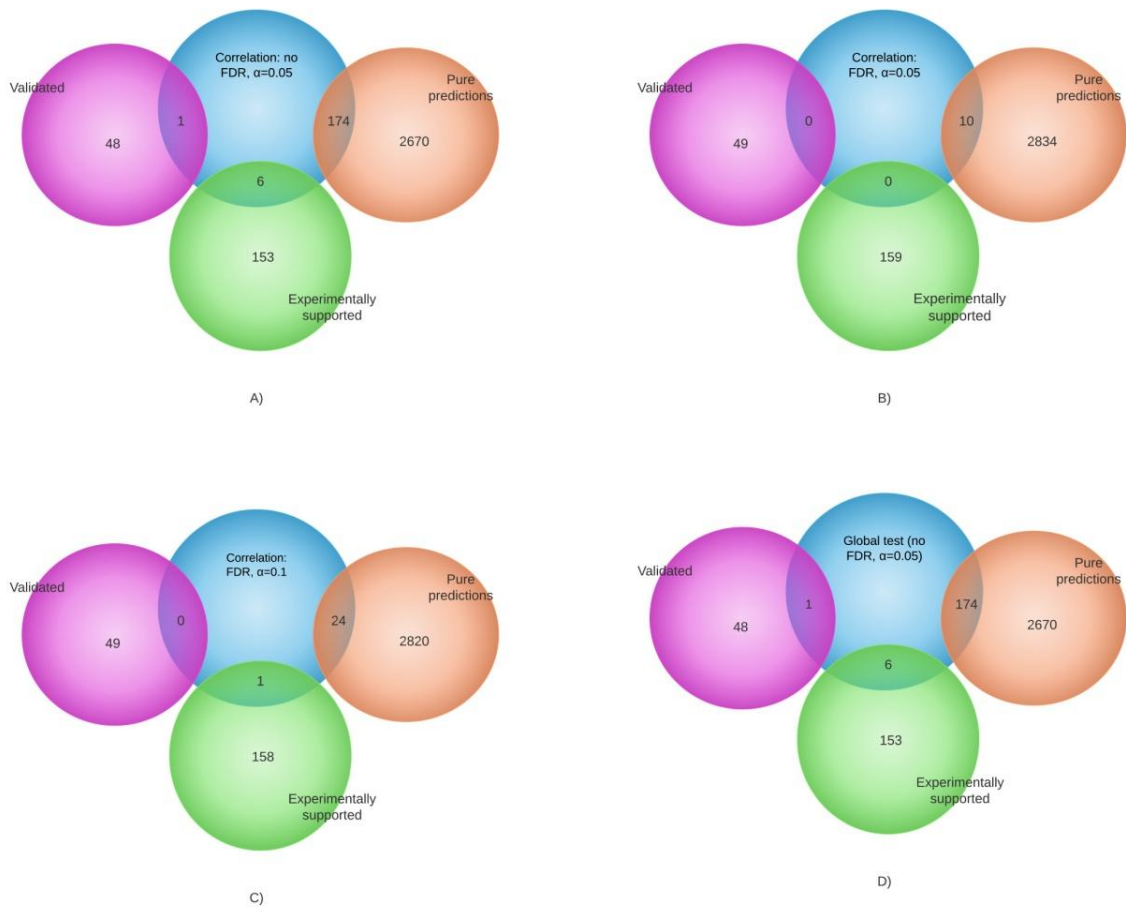 Correlation: no
FDR, α=0.05
Validated
Pure
predictions
48
1
174
2670
6
153
Experimentally
supported
A)
Correlation:
FDR, α=0.05
Validated
Pure
predictions
49
0
10
2834
0
159
Experimentally
supported
B)
Correlation:
FDR, α=0.1
Validated
Pure
predictions
49
0
24
2820
1
158
Experimentally
supported
C)
Global test (no
FDR, α=0.05)
Validated
Pure
predictions
48
1
174
2670
6
153
Experimentally
supported
D)